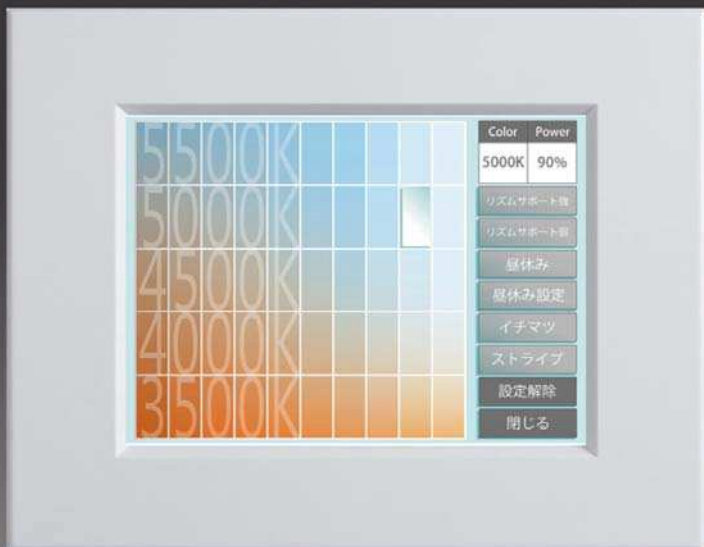 5500K
5000K
4500K
4000K
3500K
Color Power
5000K 90%
リズムサポート強
リズムサポート弱
昼休み
昼休み設定
イチマツ
ストライプ
設定解除
閉じる